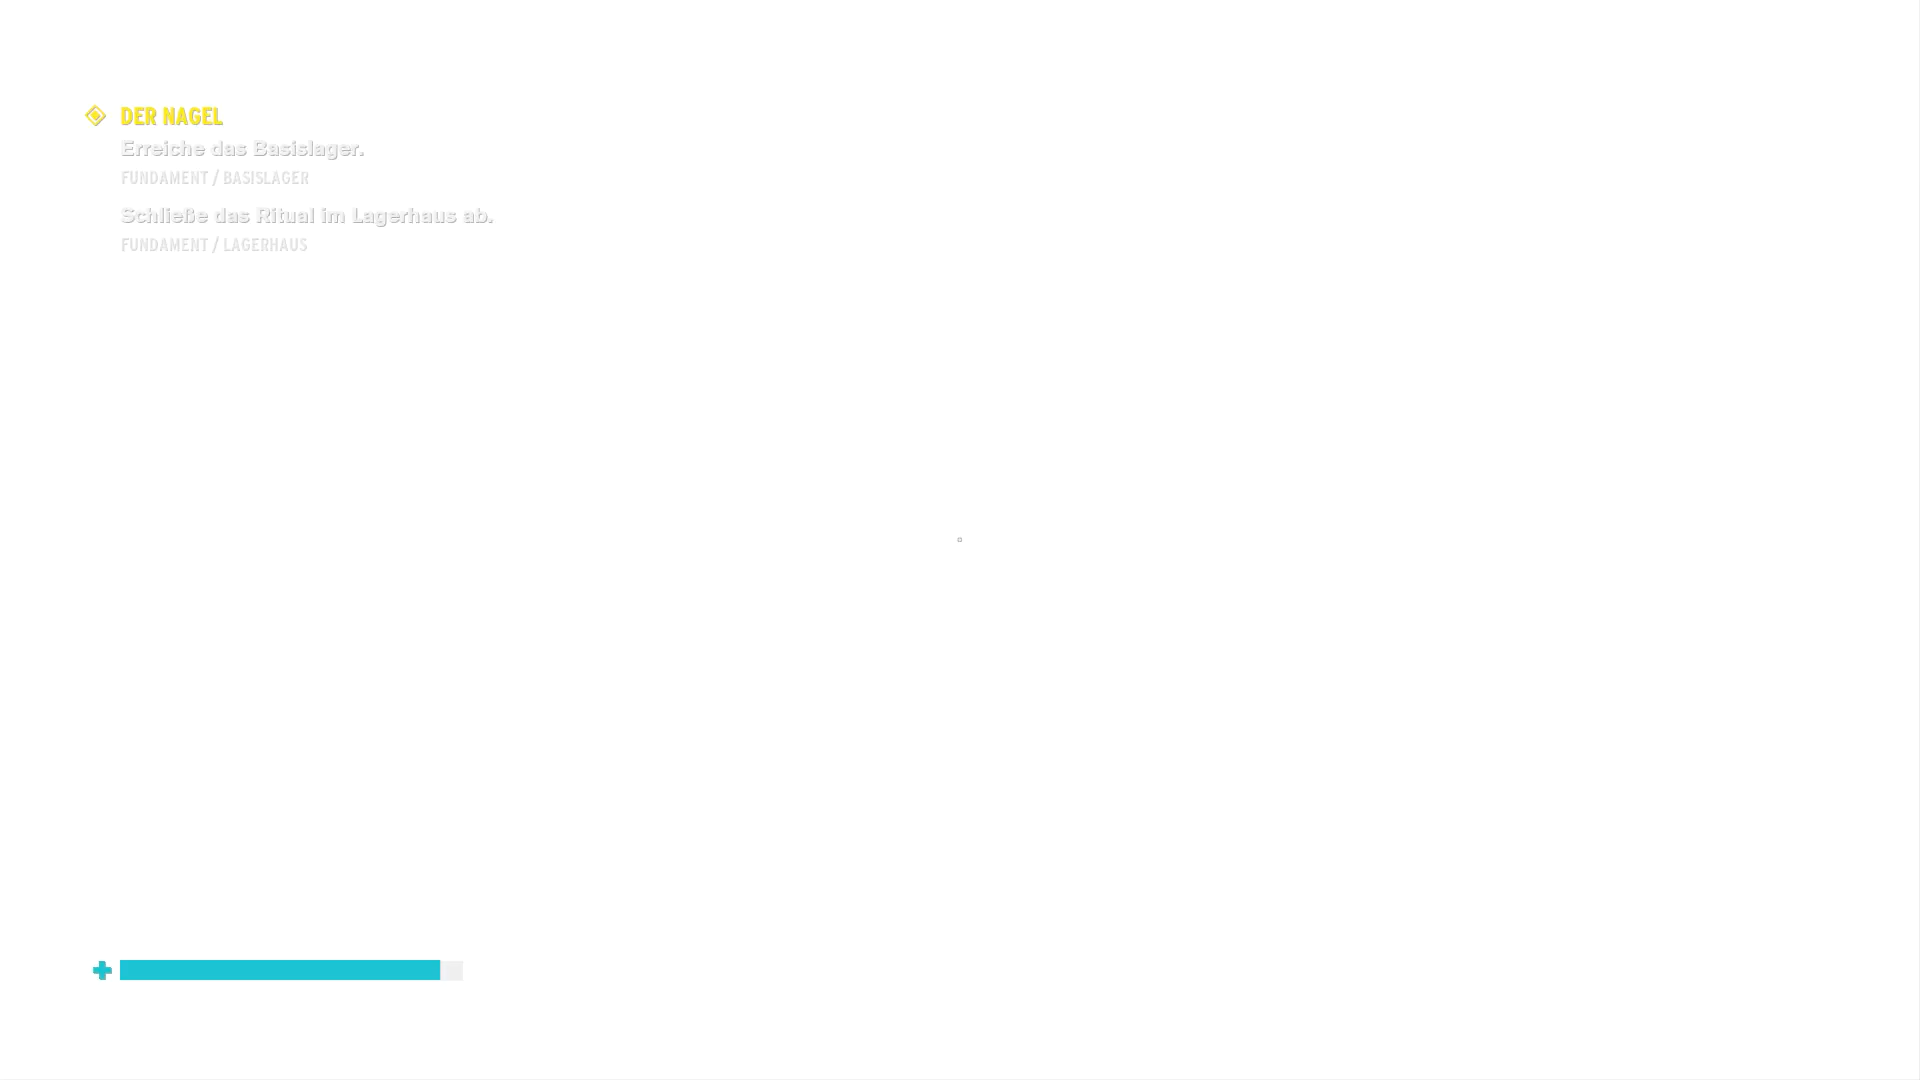 DER NAGEL
Erreiche das Basislager.
FUNDAMENT / BASISLAGER
Schließe das Ritual im Lagerhaus ab.
FUNDAMENT / LAGERHAUS